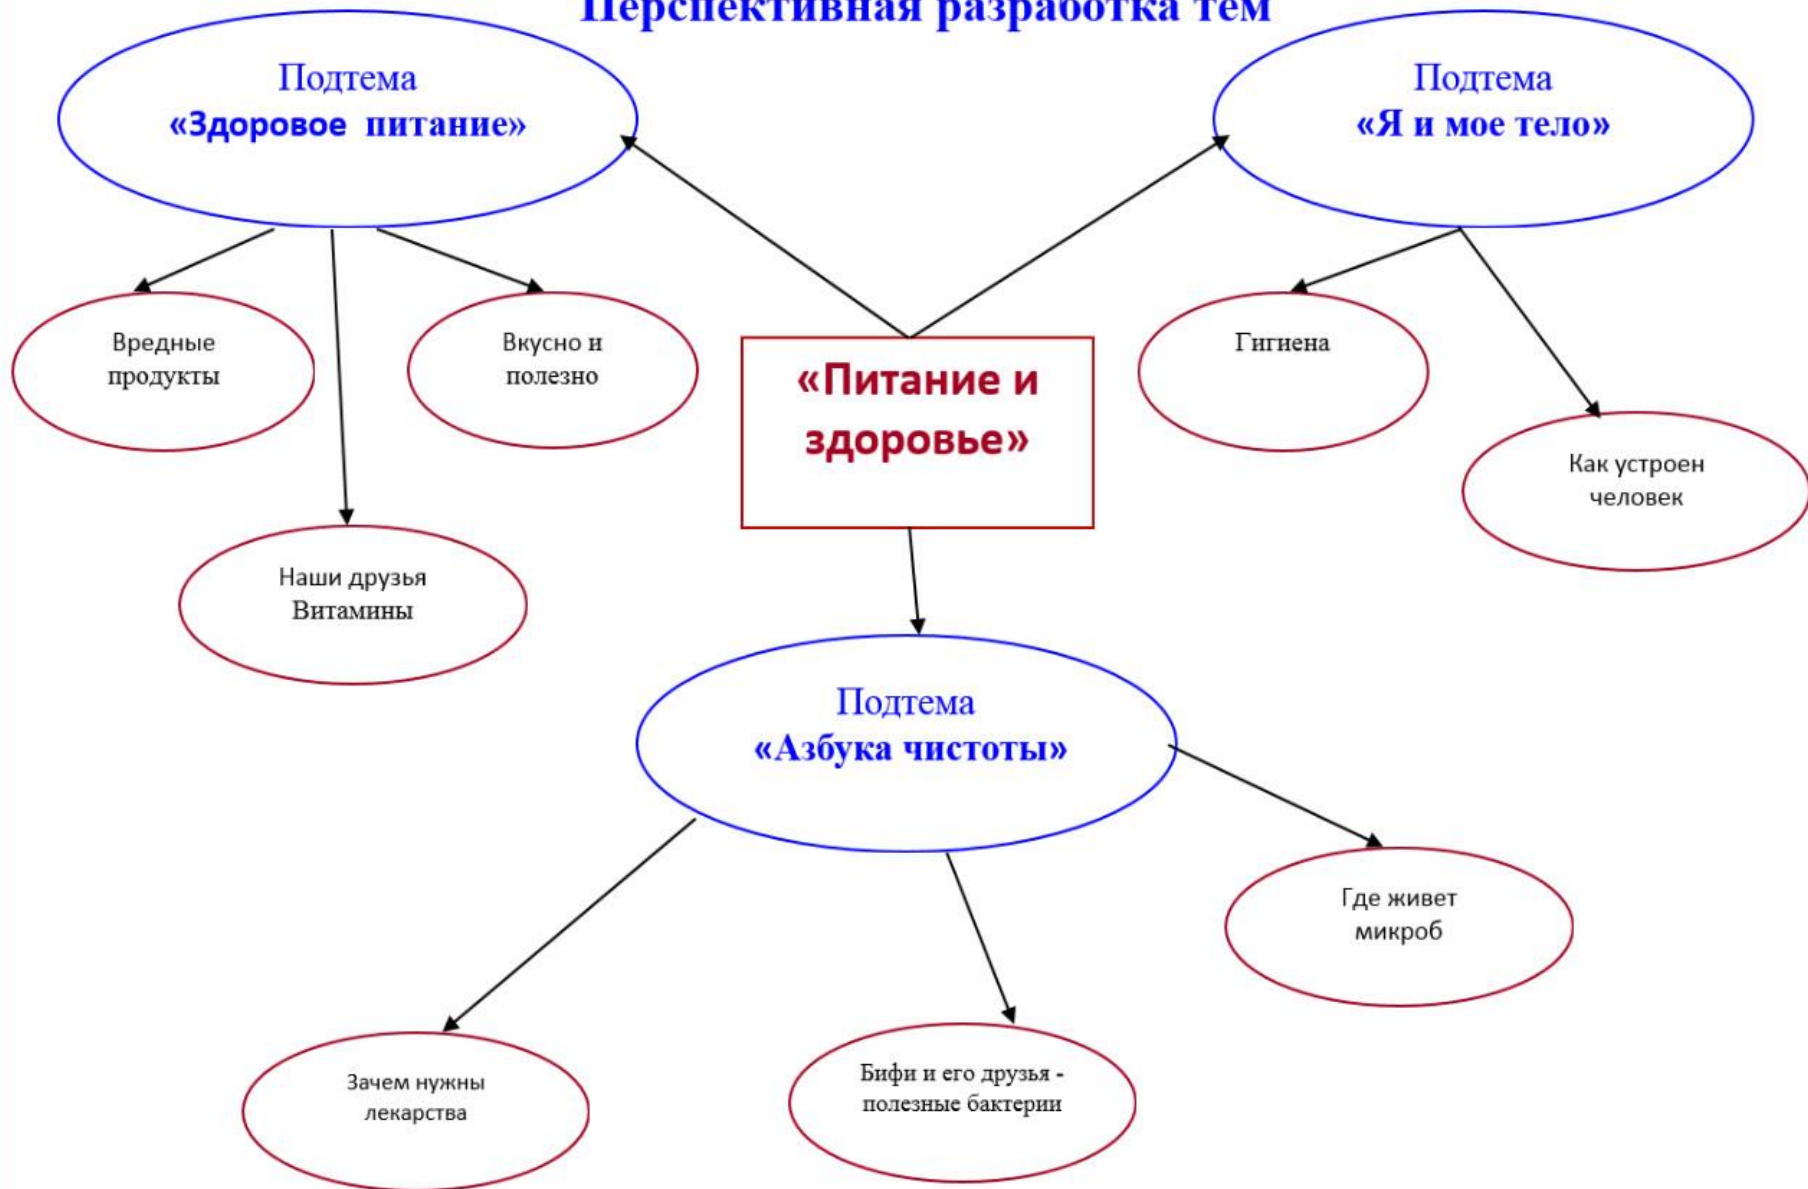 Перспективная разработка тем
Подтема
«Здоровое питание»
Подтема
«Я и мое тело»
Вредные
продукты
Вкусно и
полезно
«Питание и
здоровье»
Гигиена
Как устроен
человек
Наши друзья
Витамины
Подтема
«Азбука чистоты»
Где живет
микроб
Зачем нужны
лекарства
Бифи и его друзья -
полезные бактерии